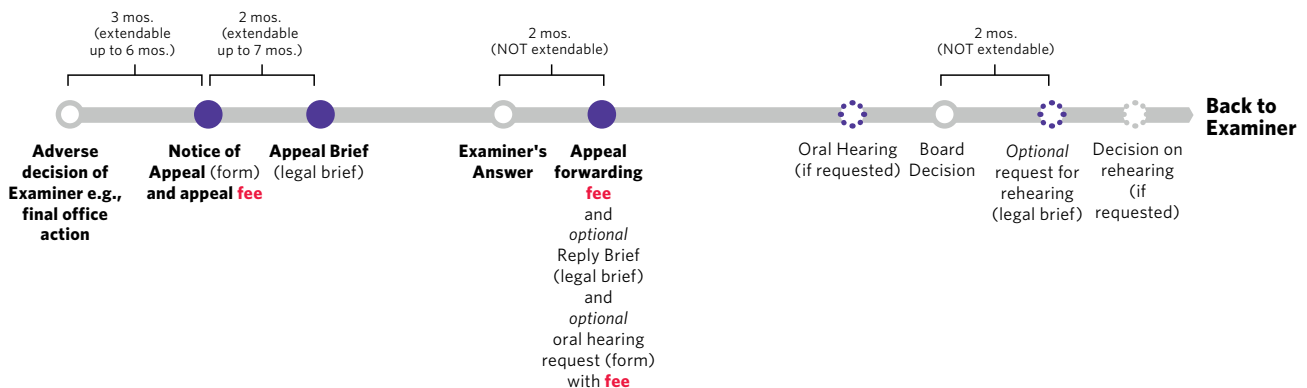 3 mos.
(extendable
up to 6 mos.)
2 mos.
(extendable
up to 7 mos.)
2 mos.
(NOT extendable)
2 mos.
(NOT extendable)
Back to
Examiner
Adverse
decision of
Examiner e.g.,
final office
action
Notice of
Appeal (form)
and appeal fee
Appeal Brief
(legal brief)
Examiner's
Answer
Appeal
forwarding
fee
and
optional
Reply Brief
(legal brief)
and
optional
oral hearing
request (form)
with fee
Oral Hearing
(if requested)
Board
Decision
Optional
request for
rehearing
(legal brief)
Decision on
rehearing
(if
requested)